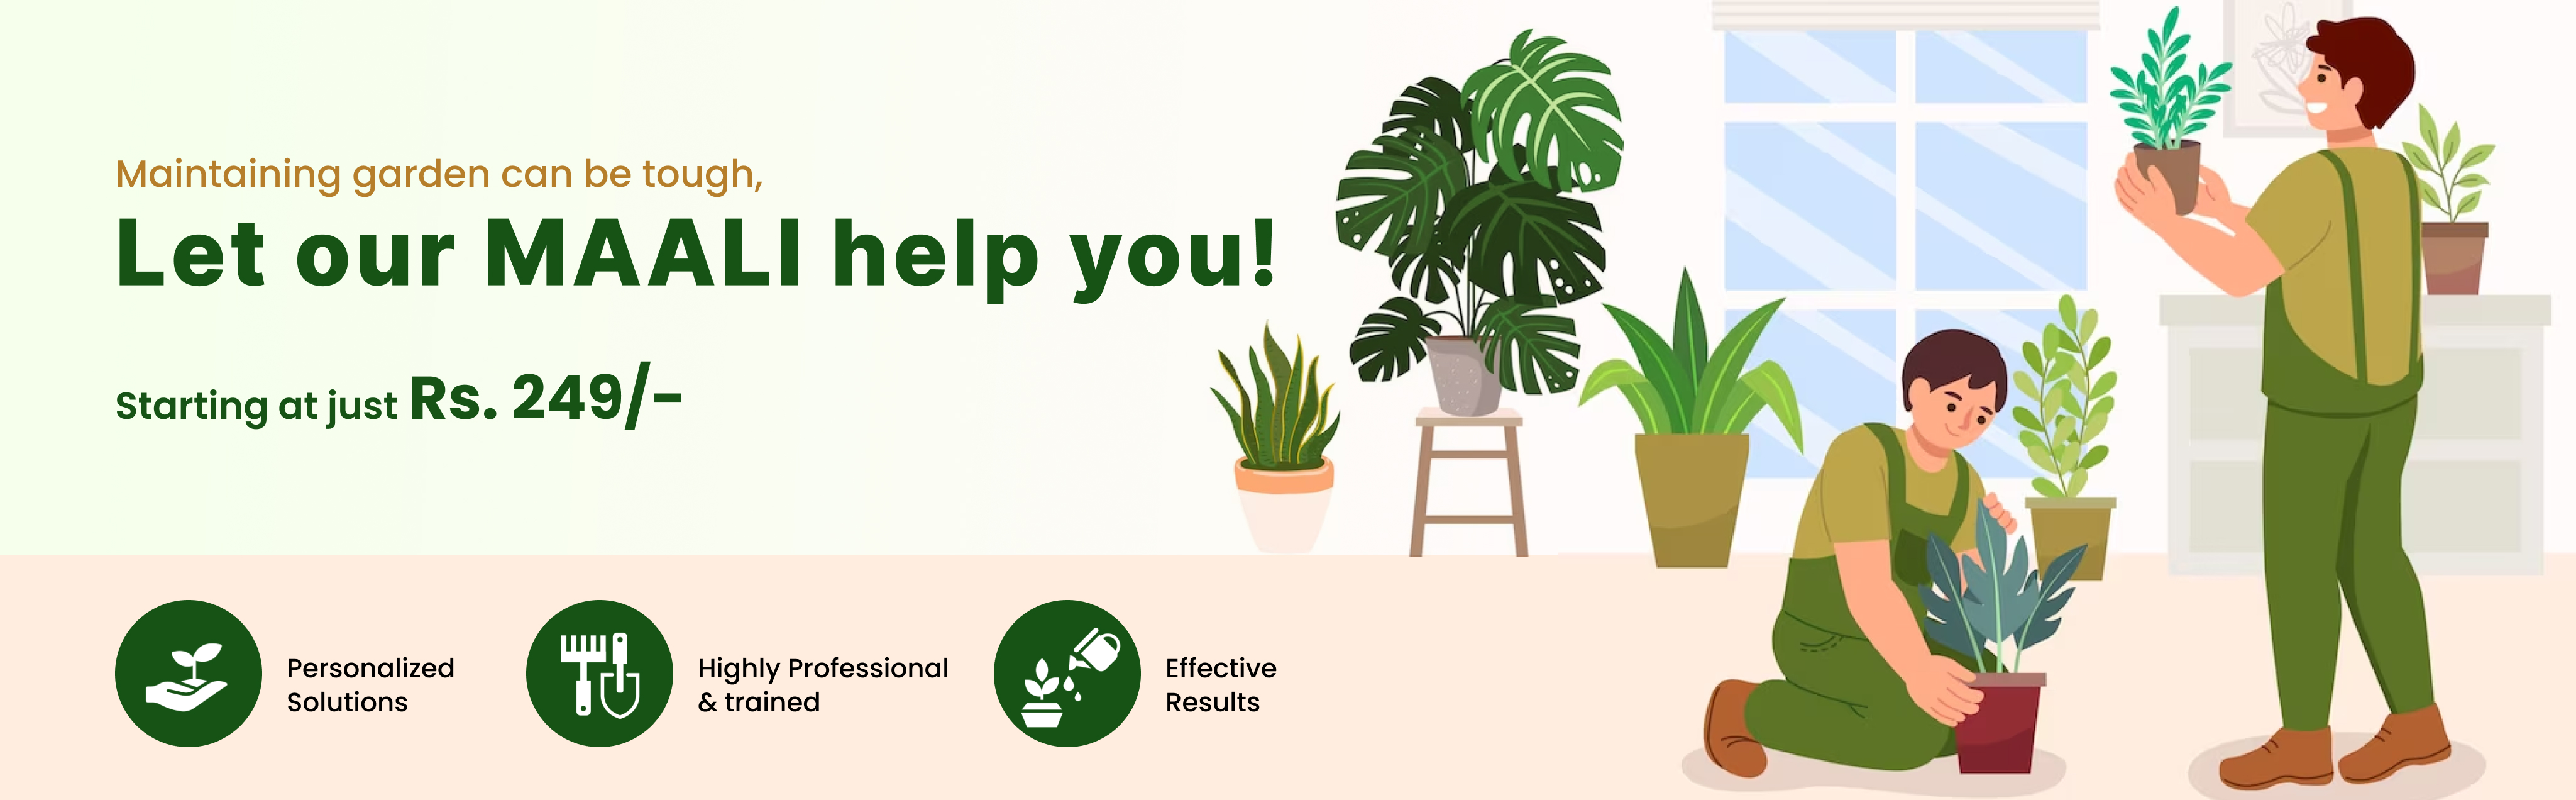 Maintaining garden can be tough,
Let our MAALI help you!
Starting at just Rs. 249/-
Personalized
Solutions
Highly Professional
& trained
Effective
Results